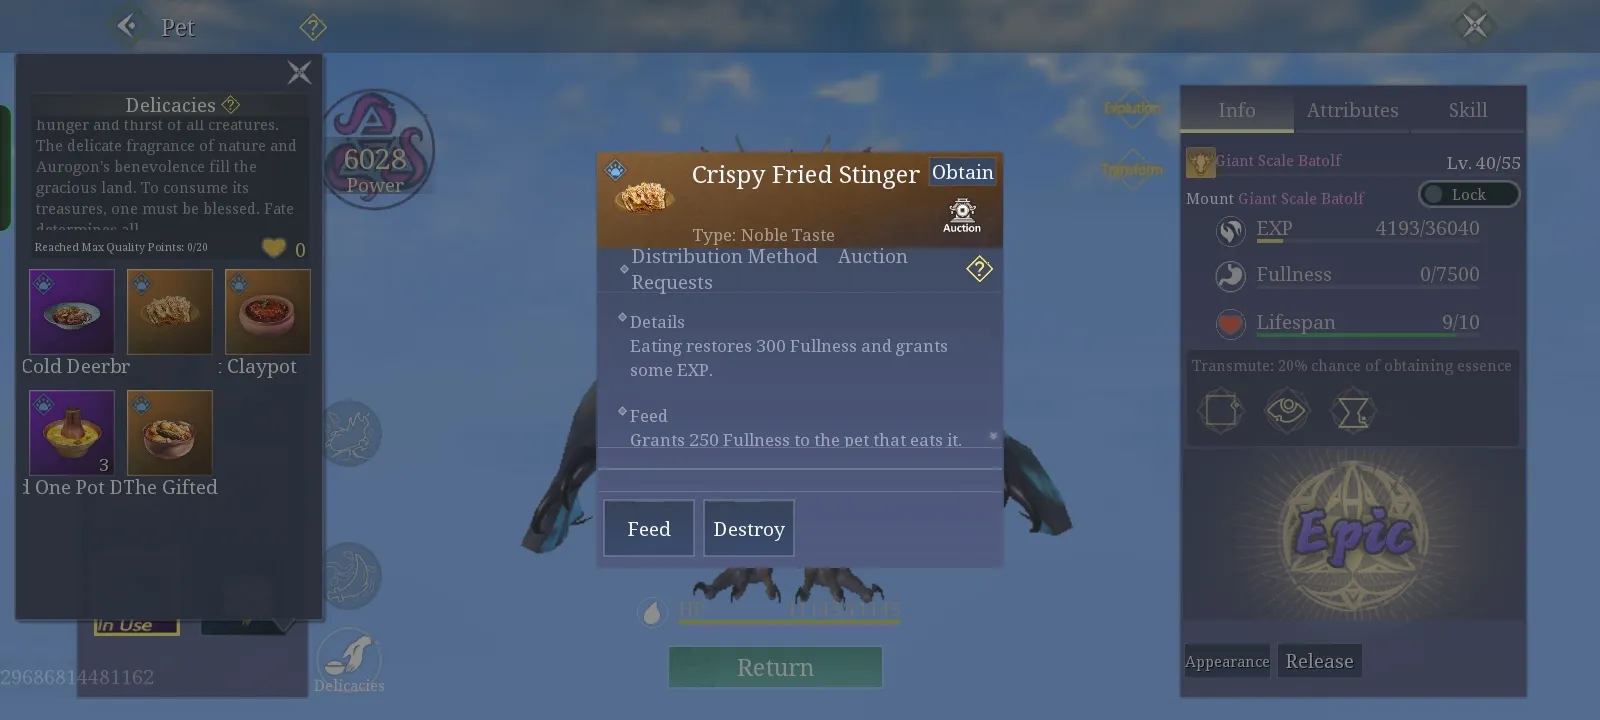 Pet
Delicacies
hunger and thirst of all creatures.
The delicate fragrance of nature and
Aurogon's benevolence fill the
gracious land. To consume its
treasures, one must be blessed. Fate
determines all
Reached Max Quality Points: 0/20
0
Cold Deerbr
: Claypot
3
d One Pot D
The Gifted
In Use
29686814481162
6028
Power
Delicacies
Crispy Fried Stinger
Obtain
Auction
Type: Noble Taste
Distribution Method Auction
Requests
Details
Eating restores 300 Fullness and grants
some EXP.
Feed
Grants 250 Fullness to the pet that eats it.
Feed
Destroy
HP
Return
Evolution
Transform
Info
Attributes
Skill
Giant Scale Batolf
Lv. 40/55
Mount Giant Scale Batolf
Lock
EXP 4193/36040
Fullness 0/7500
Lifespan 9/10
Transmute: 20% chance of obtaining essence
Epic
Appearance
Release